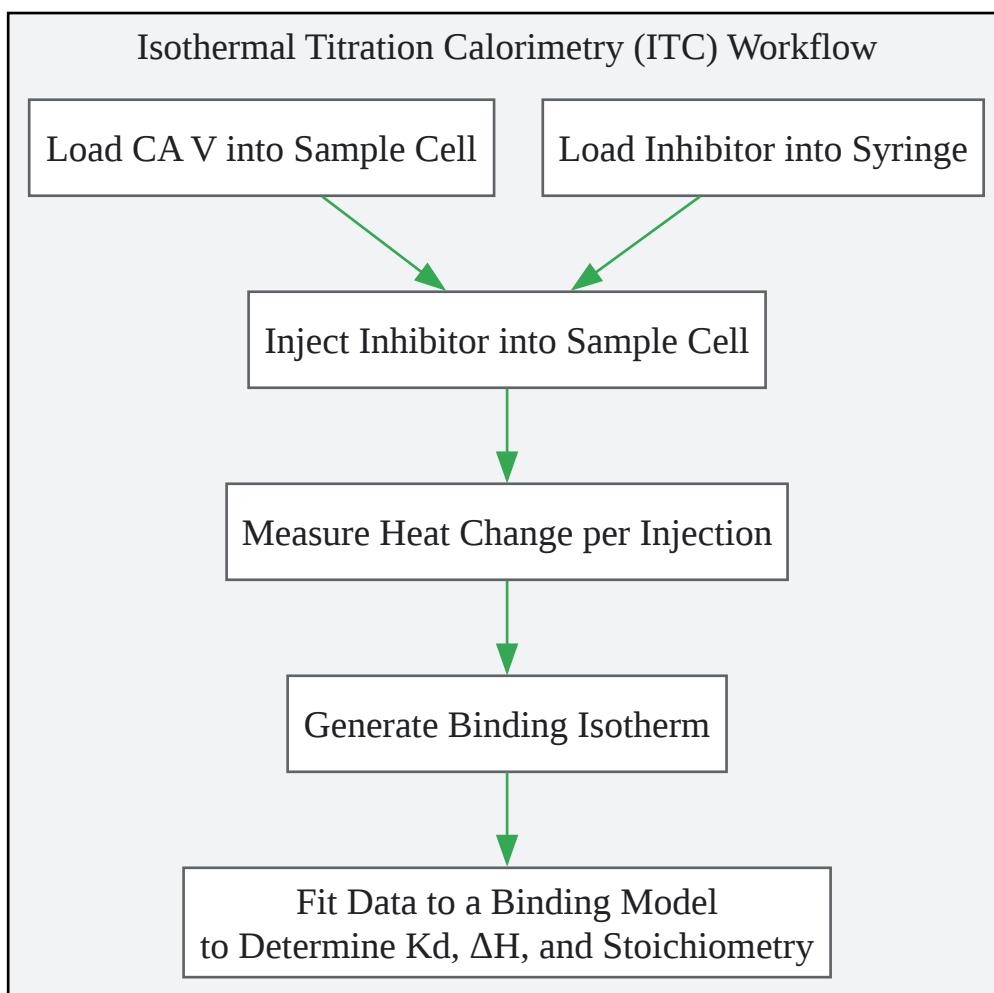 Isothermal Titration Calorimetry (ITC) Workflow
Load CA V into Sample Cell
Load Inhibitor into Syringe
Inject Inhibitor into Sample Cell
Measure Heat Change per Injection
Generate Binding Isotherm
Fit Data to a Binding Model
to Determine Kd, ΔH, and Stoichiometry